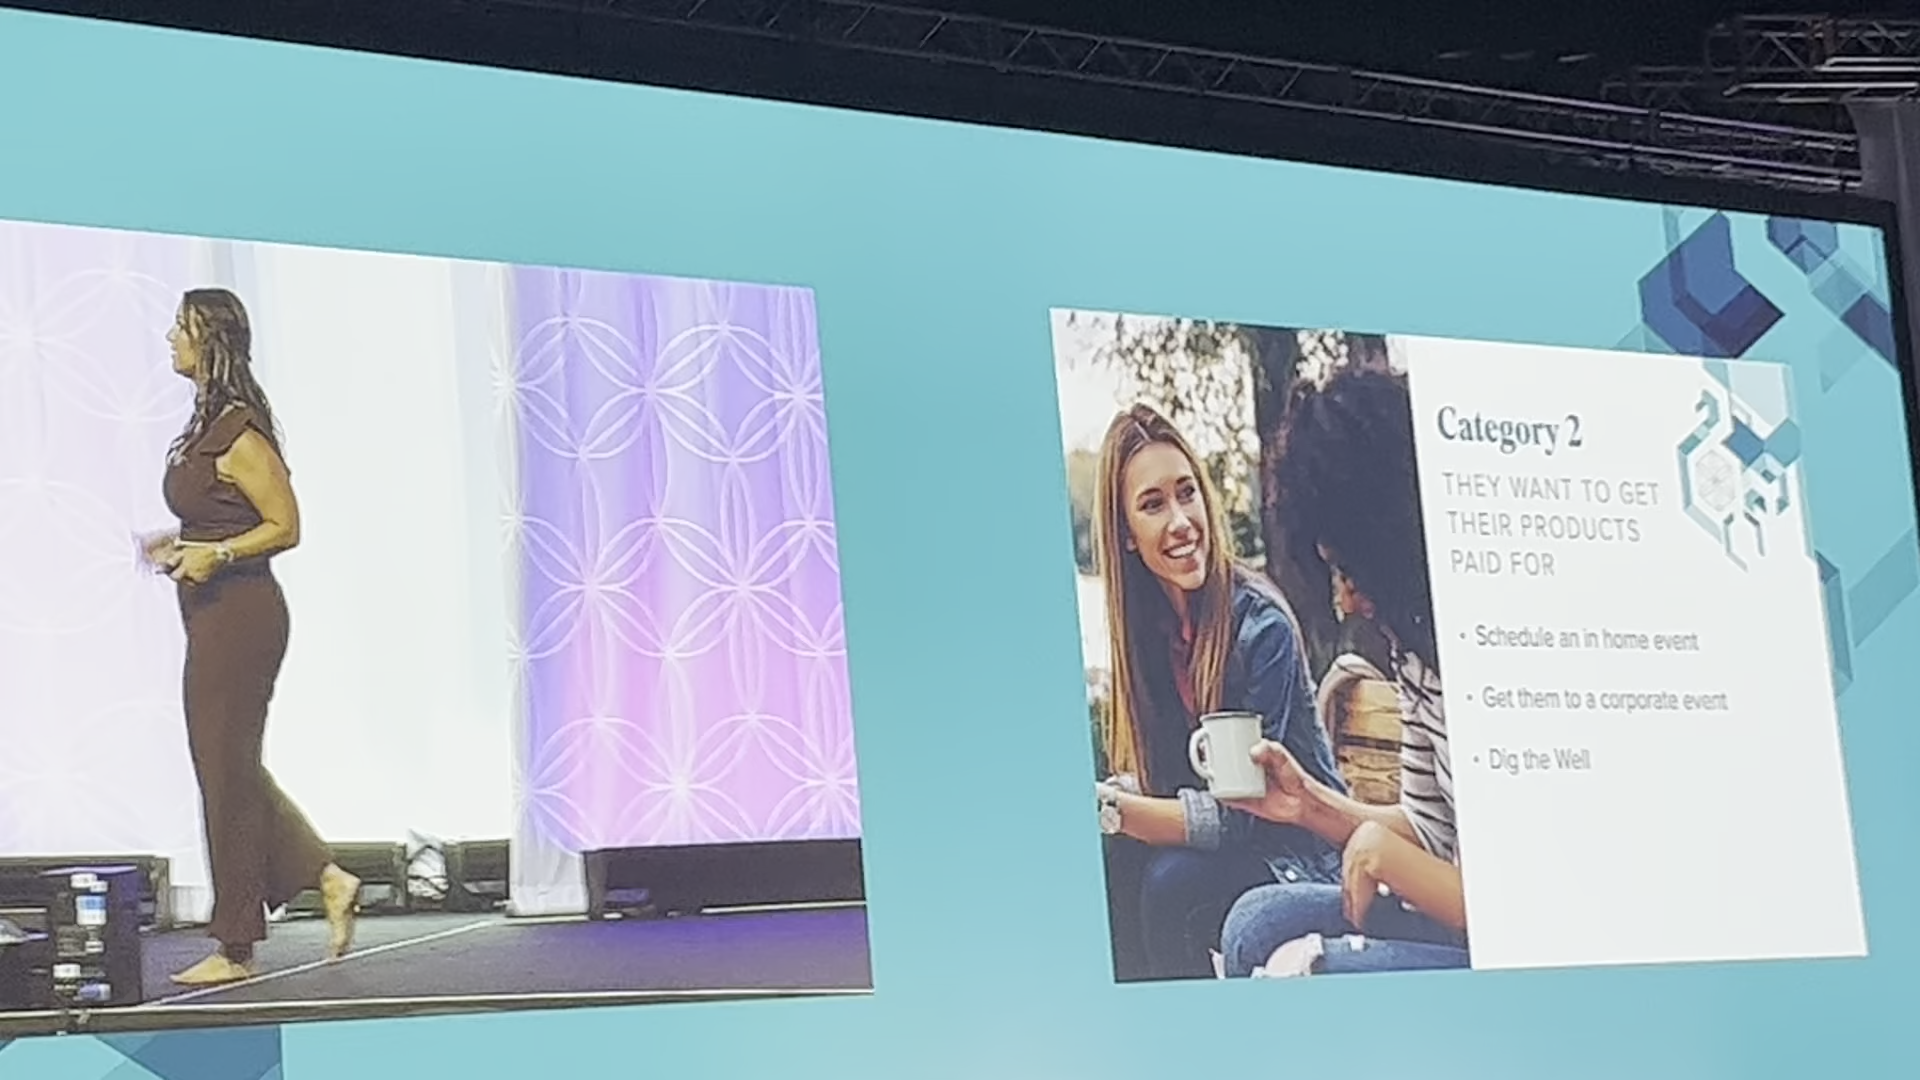 Category 2
THEY WANT TO GET
THEIR PRODUCTS
PAID FOR
• Schedule an in home event
• Get them to a corporate event
• Dig the Well